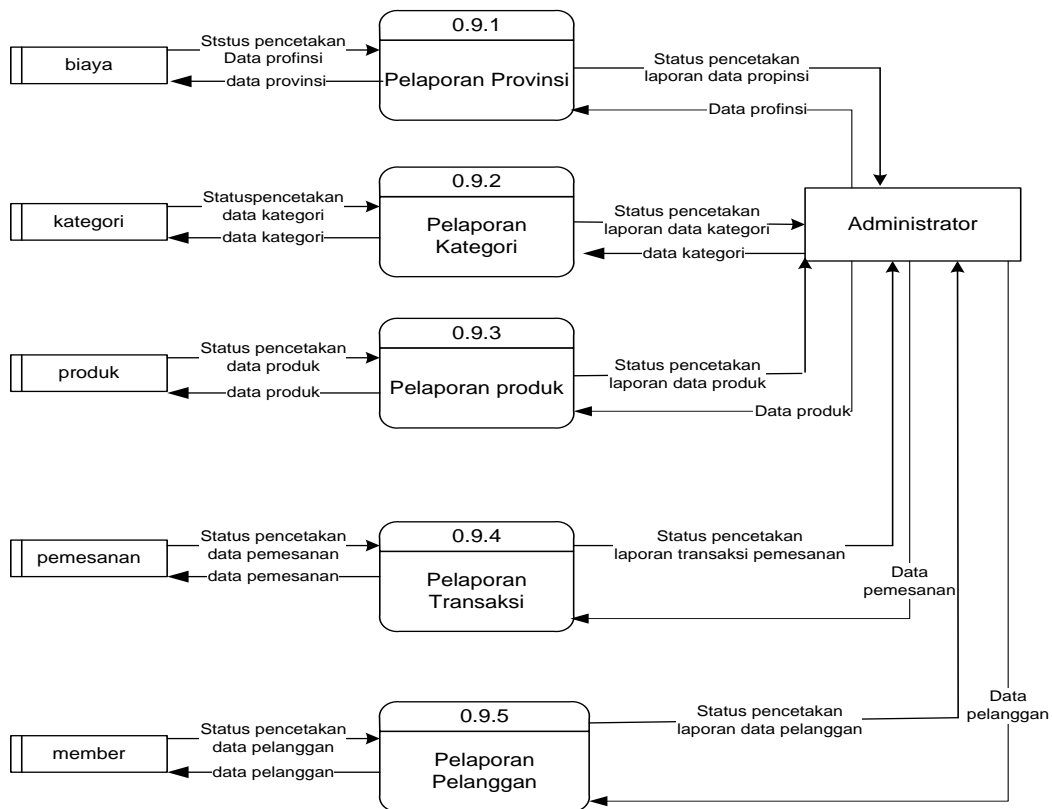 0.9.1
Pelaporan Provinsi
biaya
Ststus pencetakan
Data profinsi
data provinsi
Status pencetakan
laporan data propinsi
Data profinsi
0.9.2
Pelaporan
Kategori
kategori
Statuspencetakan
data kategori
data kategori
Status pencetakan
laporan data kategori
data kategori
Administrator
0.9.3
Pelaporan produk
produk
Status pencetakan
data produk
data produk
Status pencetakan
laporan data produk
Data produk
0.9.4
Pelaporan
Transaksi
pemesanan
Status pencetakan
data pemesanan
data pemesanan
Status pencetakan
laporan transaksi pemesanan
Data
pemesanan
0.9.5
Pelaporan
Pelanggan
member
Status pencetakan
data pelanggan
data pelanggan
Status pencetakan
laporan data pelanggan
Data
pelanggan